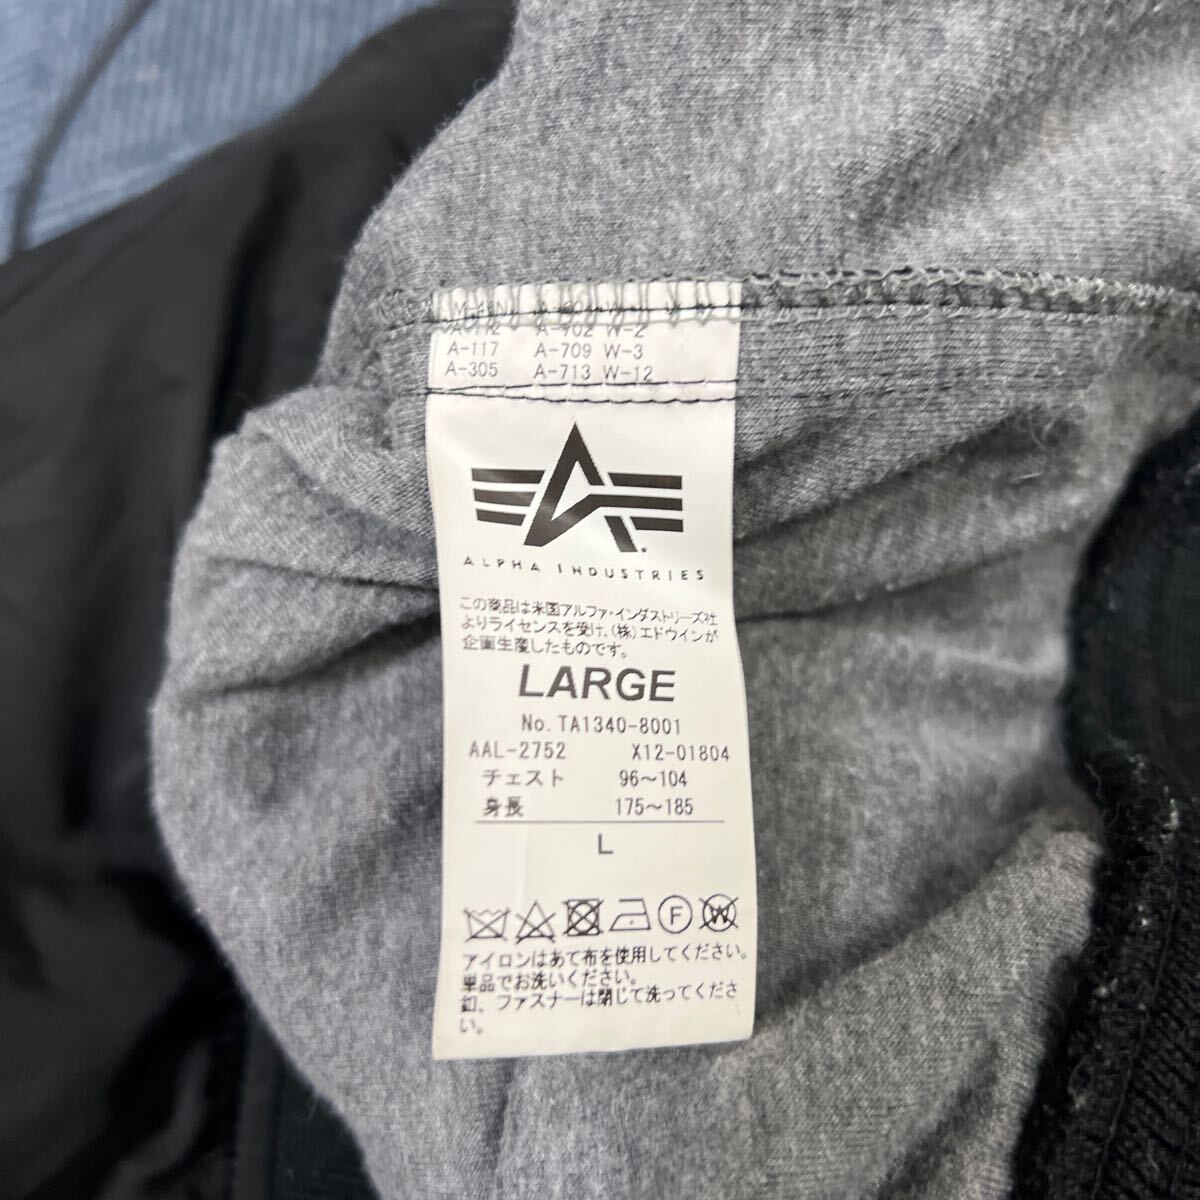 A-702 W-2
A-117 A-709 W-3
A-305 A-713 W-12
ALPHA INDUSTRIES
この商品は米国アルファ・インダストリーズ社
よりライセンスを受け、(株)エドウインが
企画生産したものです。
LARGE
No. TA1340-8001
AAL-2752 X12-01804
チェスト 96〜104
身長 175〜185
L
F W
アイロンはあて布を使用してください。
単品でお洗いください。
釦、ファスナーは閉じて洗ってくださ
い。